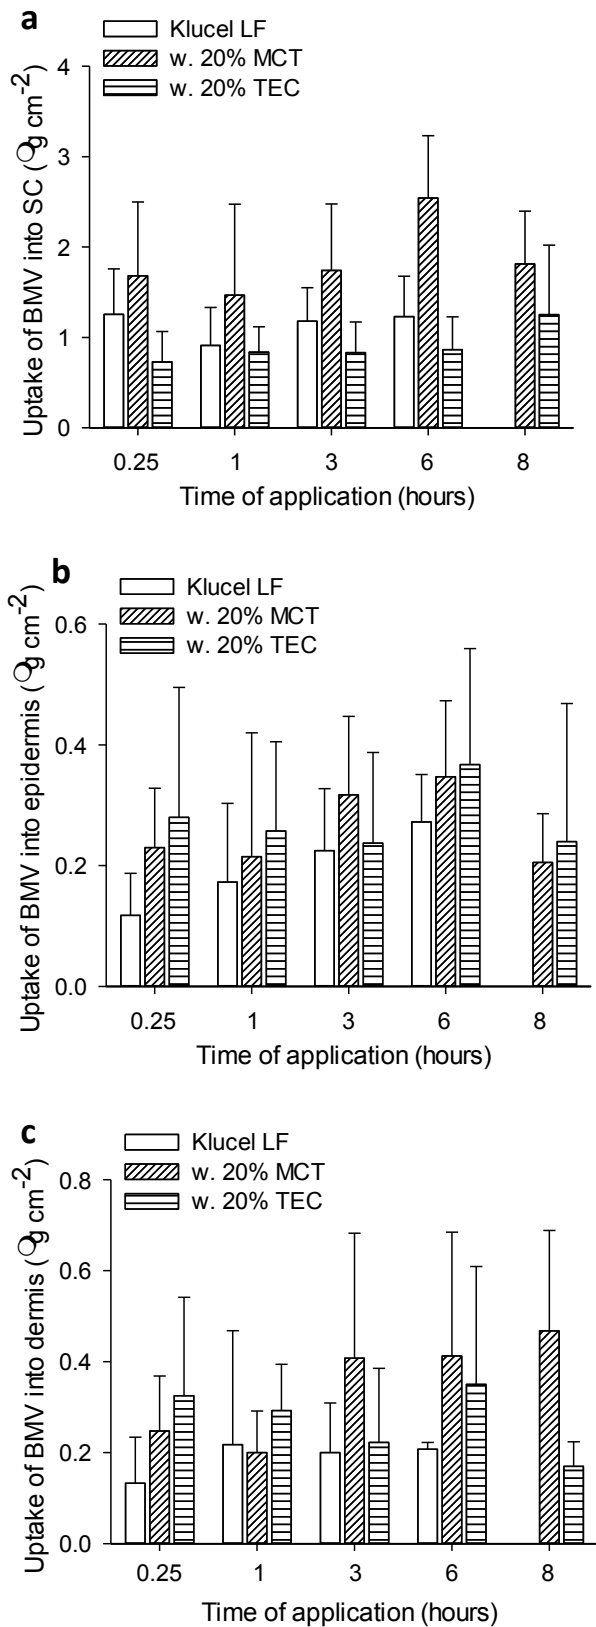 a
Klucel LF
w. 20% MCT
w. 20% TEC
Uptake of BMV into SC (❍g cm⁻²)
4
3
2
1
0
0.25 1 3 6 8
Time of application (hours)
b
Klucel LF
w. 20% MCT
w. 20% TEC
Uptake of BMV into epidermis (❍g cm⁻²)
0.6
0.4
0.2
0.0
0.25 1 3 6 8
Time of application (hours)
c
Klucel LF
w. 20% MCT
w. 20% TEC
Uptake of BMV into dermis (❍g cm⁻²)
0.8
0.6
0.4
0.2
0.0
0.25 1 3 6 8
Time of application (hours)